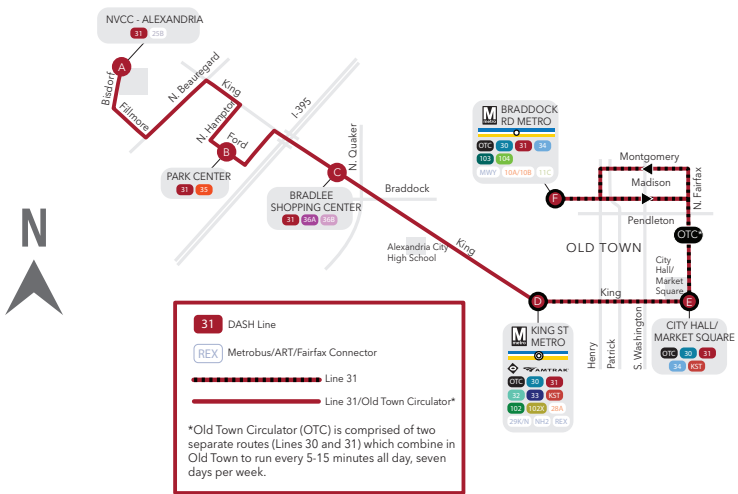 NVCC - ALEXANDRIA
31 25B
A
Bisdorf
Fillmore
N. Beauregard
King
N. Hampton
Ford
B
PARK CENTER
31 35
I-395
N. Quaker
C
BRADLEE
SHOPPING CENTER
31 36A 36B
Braddock
Alexandria City
High School
King
M
metro
BRADDOCK
RD METRO
OTC 30 31 34
103 104
MWY 10A/10B 11C
F
Montgomery
Madison
N. Fairfax
Pendleton
OTC*
OLD TOWN
City
Hall/
Market
Square
King
D
E
Henry
Patrick
S. Washington
M
metro
KING ST
METRO
AMTRAK
OTC 30 31
32 33 KST
102 102X 28A
29K/N NH2 REX
CITY HALL/
MARKET SQUARE
OTC 30 31
34 KST
N
31 DASH Line
REX Metrobus/ART/Fairfax Connector
Line 31
Line 31/Old Town Circulator*
*Old Town Circulator (OTC) is comprised of two
separate routes (Lines 30 and 31) which combine in
Old Town to run every 5-15 minutes all day, seven
days per week.